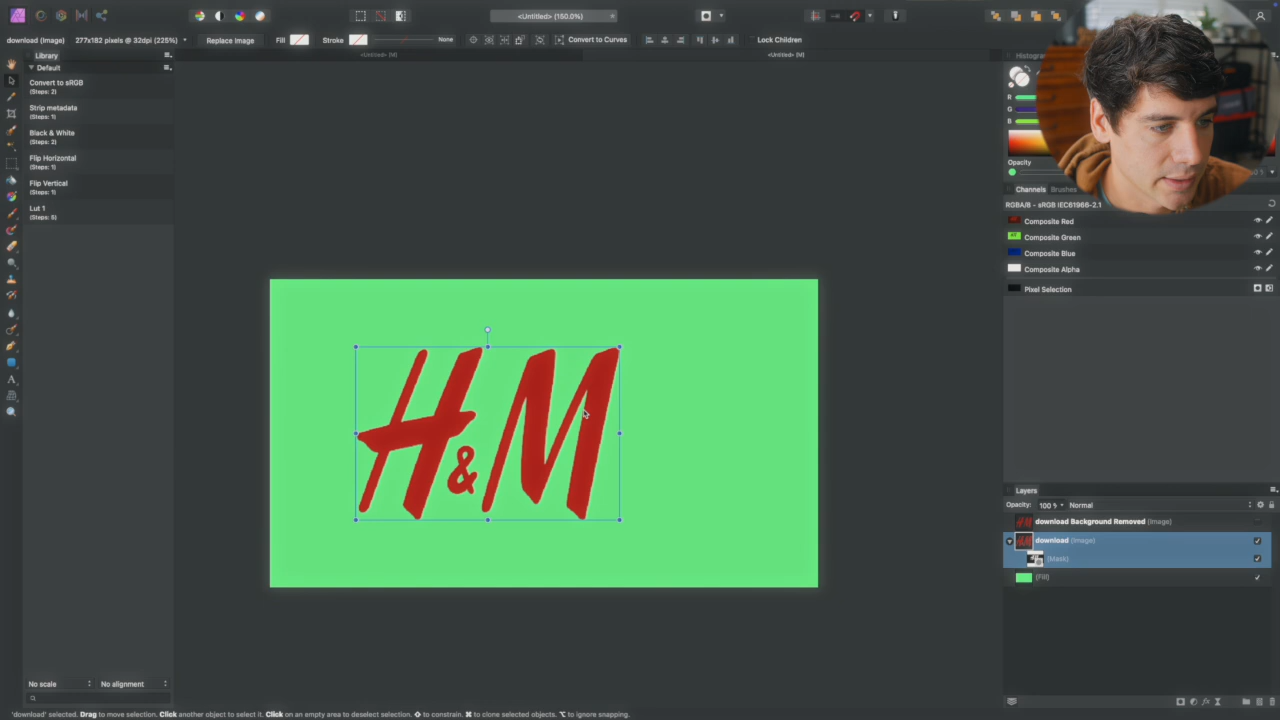 <Untitled> (150.0%)
download (Image) 277x182 pixels @ 32dpi (225%) Replace Image Fill Stroke None Convert to Curves Lock Children
<Untitled> (M) <Untitled> (M)
Library
Default
Convert to sRGB
(Steps: 2)
Strip metadata
(Steps: 1)
Black & White
(Steps: 2)
Flip Horizontal
(Steps: 1)
Flip Vertical
(Steps: 1)
Lut 1
(Steps: 5)
No scale No alignment
H&M
Histogram
R
G
B
Opacity
Channels Brushes
RGBA/8 - sRGB IEC61966-2.1
Composite Red
Composite Green
Composite Blue
Composite Alpha
Pixel Selection
Layers
Opacity: 100 % Normal
download Background Removed (Image)
download (Image)
(Mask)
(Fill)
'download' selected. Drag to move selection. Click another object to select it. Click on an empty area to deselect selection. ⇧ to constrain. ⌘ to clone selected objects. ⌥ to ignore snapping.